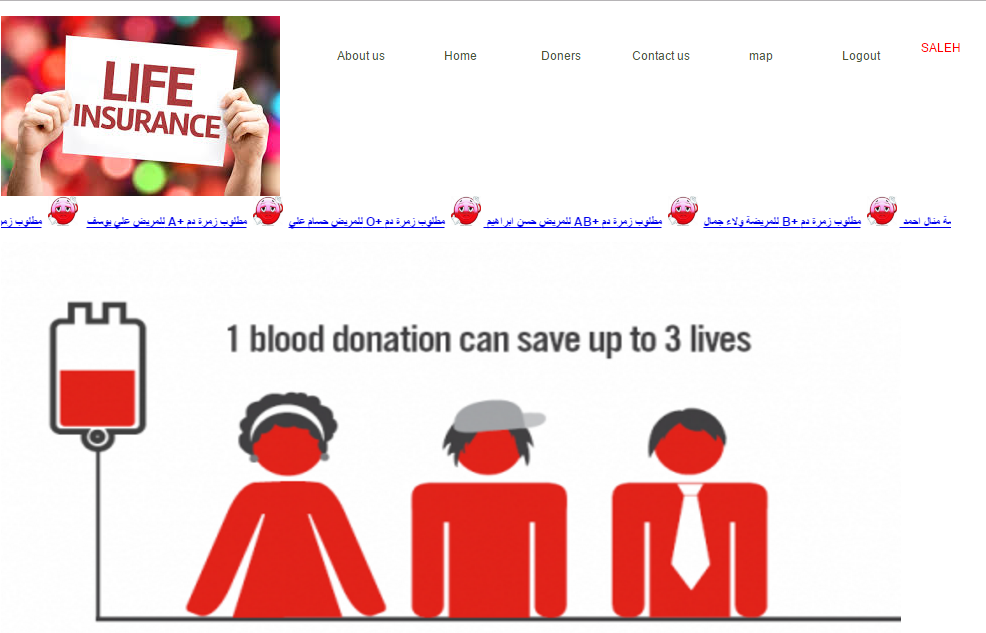 LIFE
INSURANCE
About us Home Doners Contact us map Logout SALEH
ة منال احمد مطلوب زمرة دم +B للمريضة ولاء جمال مطلوب زمرة دم +AB للمريض حسن ابراهيم مطلوب زمرة دم +O للمريض حسام علي مطلوب زمرة دم +A للمريض علي يوسف مطلوب زمر
1 blood donation can save up to 3 lives